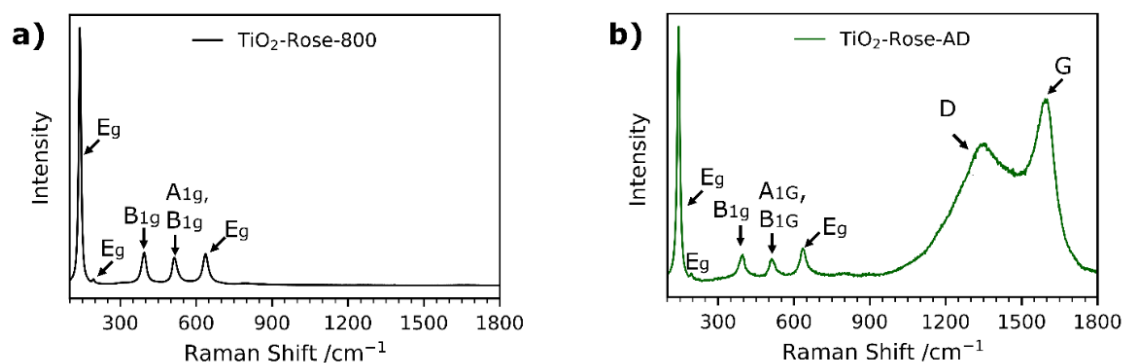 a)
TiO₂-Rose-800
Intensity
Eg
Eg
B1g
A1g,
B1g
Eg
300 600 900 1200 1500 1800
Raman Shift /cm⁻¹
b)
TiO₂-Rose-AD
Intensity
Eg
Eg
B1g
A1G,
B1G
Eg
D
G
300 600 900 1200 1500 1800
Raman Shift /cm⁻¹